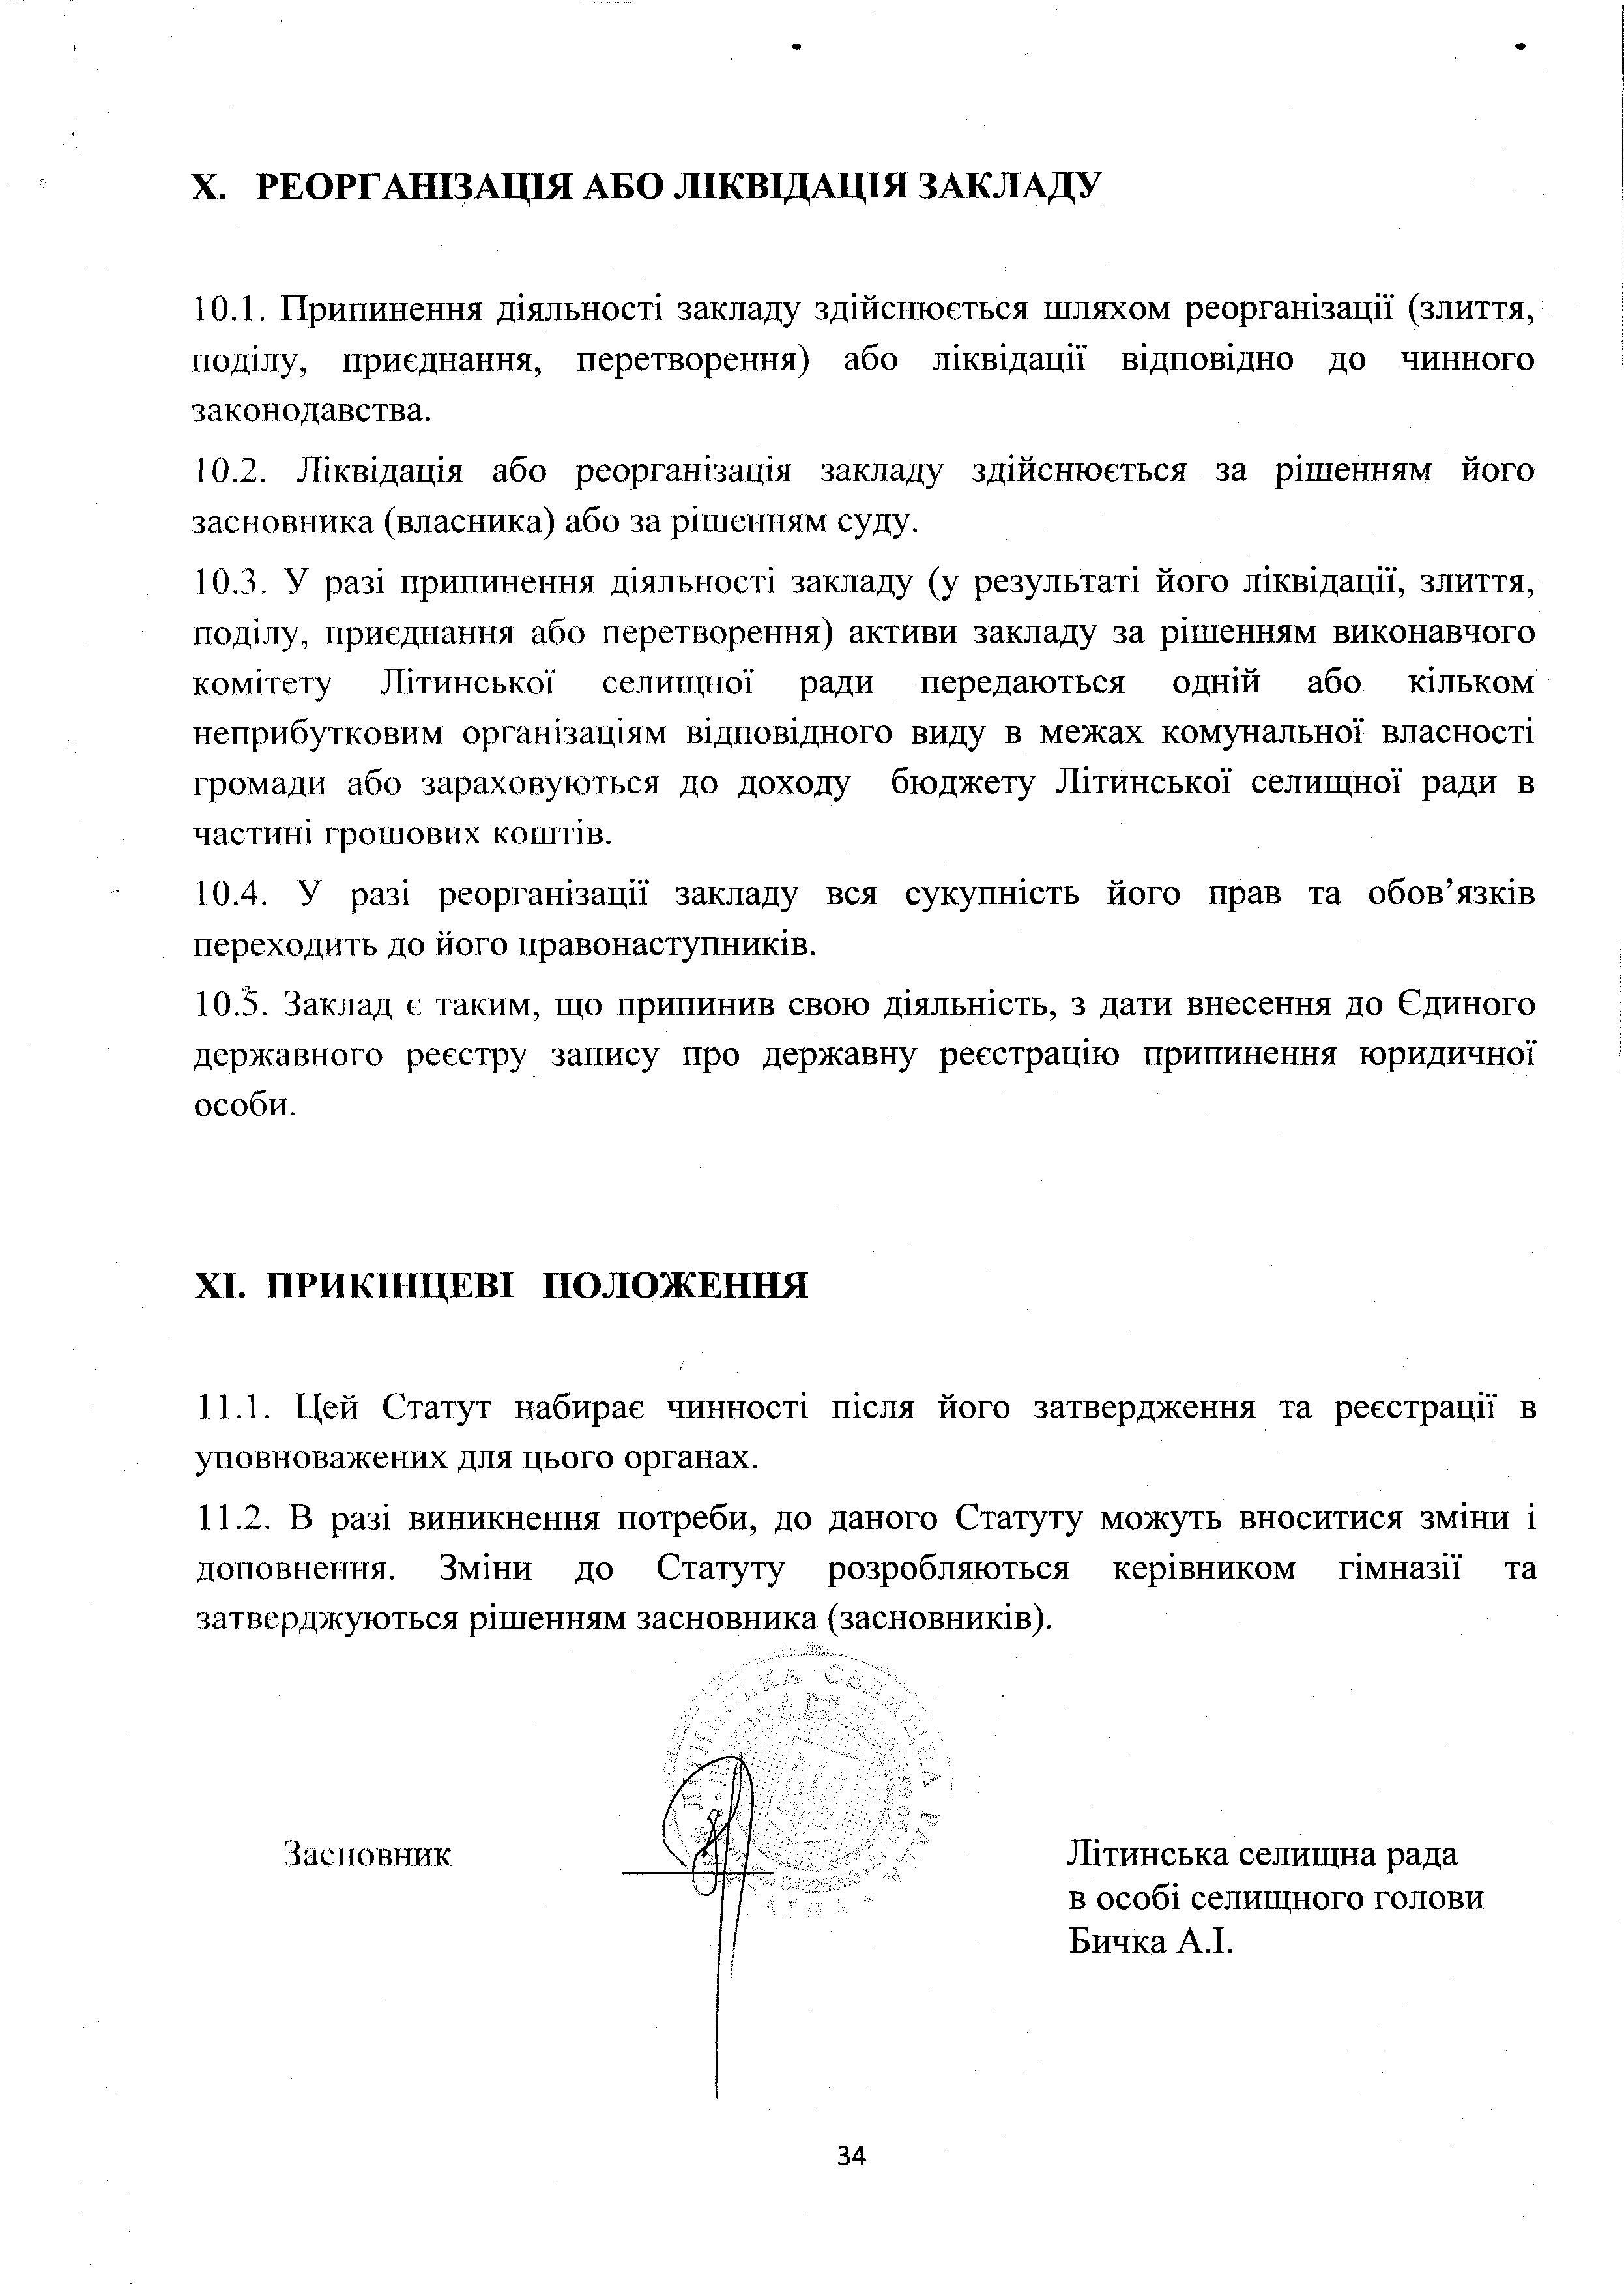 X. РЕОРГАНІЗАЦІЯ АБО ЛІКВІДАЦІЯ ЗАКЛАДУ
10.1. Припинення діяльності закладу здійснюється шляхом реорганізації (злиття,
поділу, приєднання, перетворення) або ліквідації відповідно до чинного
законодавства.
10.2. Ліквідація або реорганізація закладу здійснюється за рішенням його
засновника (власника) або за рішенням суду.
10.3. У разі припинення діяльності закладу (у результаті його ліквідації, злиття,
поділу, приєднання або перетворення) активи закладу за рішенням виконавчого
комітету Літинської селищної ради передаються одній або кільком
неприбутковим організаціям відповідного виду в межах комунальної власності
громади або зараховуються до доходу бюджету Літинської селищної ради в
частині грошових коштів.
10.4. У разі реорганізації закладу вся сукупність його прав та обов’язків
переходить до його правонаступників.
10.5. Заклад є таким, що припинив свою діяльність, з дати внесення до Єдиного
державного реєстру запису про державну реєстрацію припинення юридичної
особи.
XI. ПРИКІНЦЕВІ ПОЛОЖЕННЯ
11.1. Цей Статут набирає чинності після його затвердження та реєстрації в
уповноважених для цього органах.
11.2. В разі виникнення потреби, до даного Статуту можуть вноситися зміни і
доповнення. Зміни до Статуту розробляються керівником гімназії та
затверджуються рішенням засновника (засновників).
ЛІТИНСЬКА СЕЛИЩНА РАДА
Засновник
Літинська селищна рада
в особі селищного голови
Бичка А.І.
34